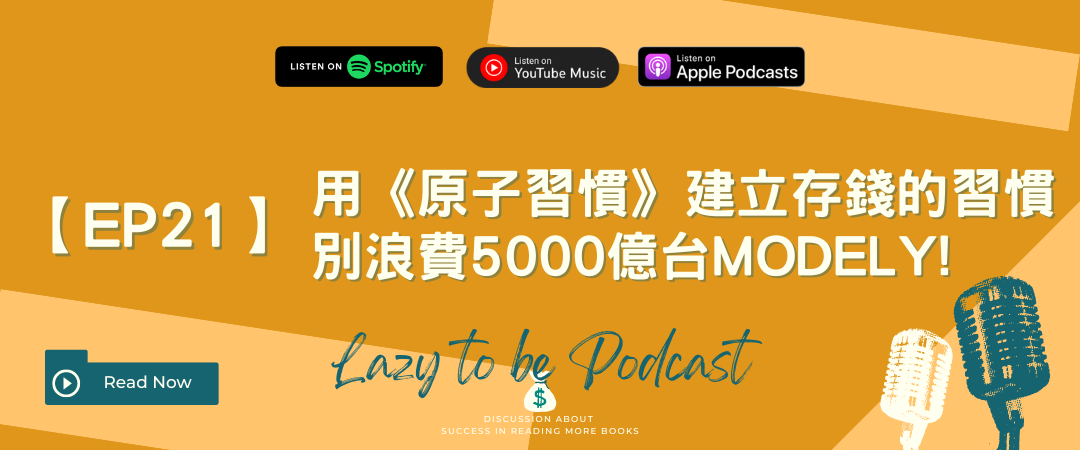 LISTEN ON Spotify
Listen on
YouTube Music
Listen on
Apple Podcasts
【EP21】
用《原子習慣》建立存錢的習慣
別浪費5000億台MODELY!
Lazy to be Podcast
$
Read Now
DISCUSSION ABOUT
SUCCESS IN READING MORE BOOKS